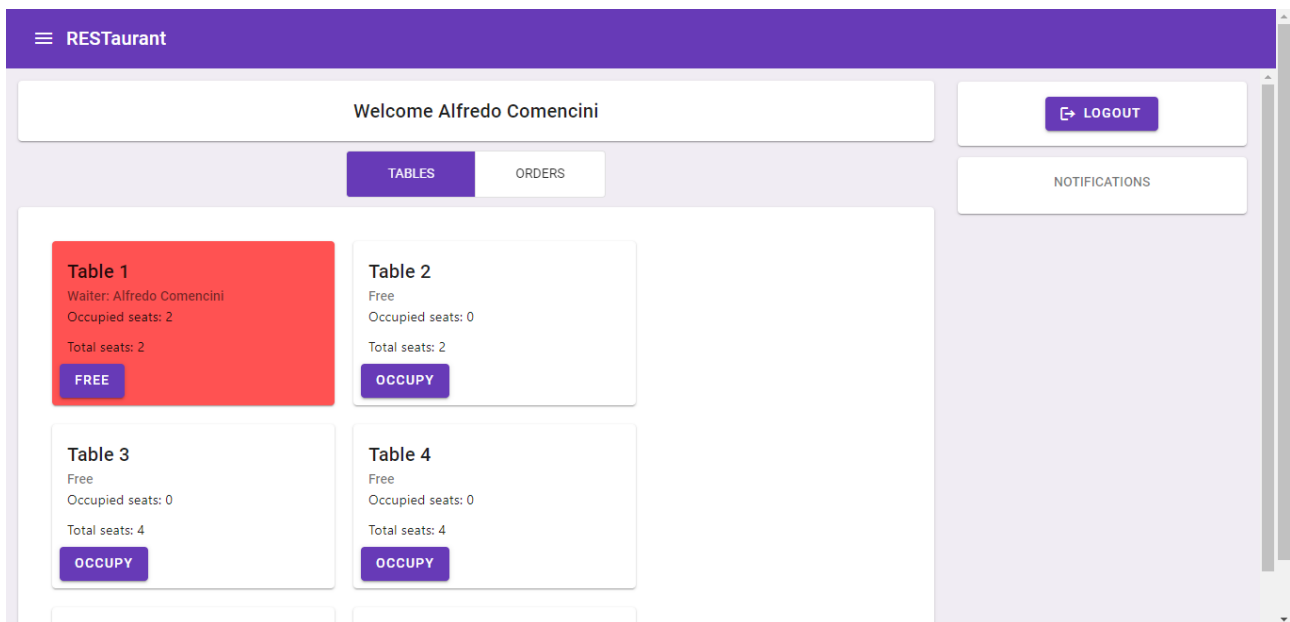 RESTaurant
Welcome Alfredo Comencini
LOGOUT
TABLES
ORDERS
NOTIFICATIONS
Table 1
Waiter: Alfredo Comencini
Occupied seats: 2
Total seats: 2
FREE
Table 2
Free
Occupied seats: 0
Total seats: 2
OCCUPY
Table 3
Free
Occupied seats: 0
Total seats: 4
OCCUPY
Table 4
Free
Occupied seats: 0
Total seats: 4
OCCUPY